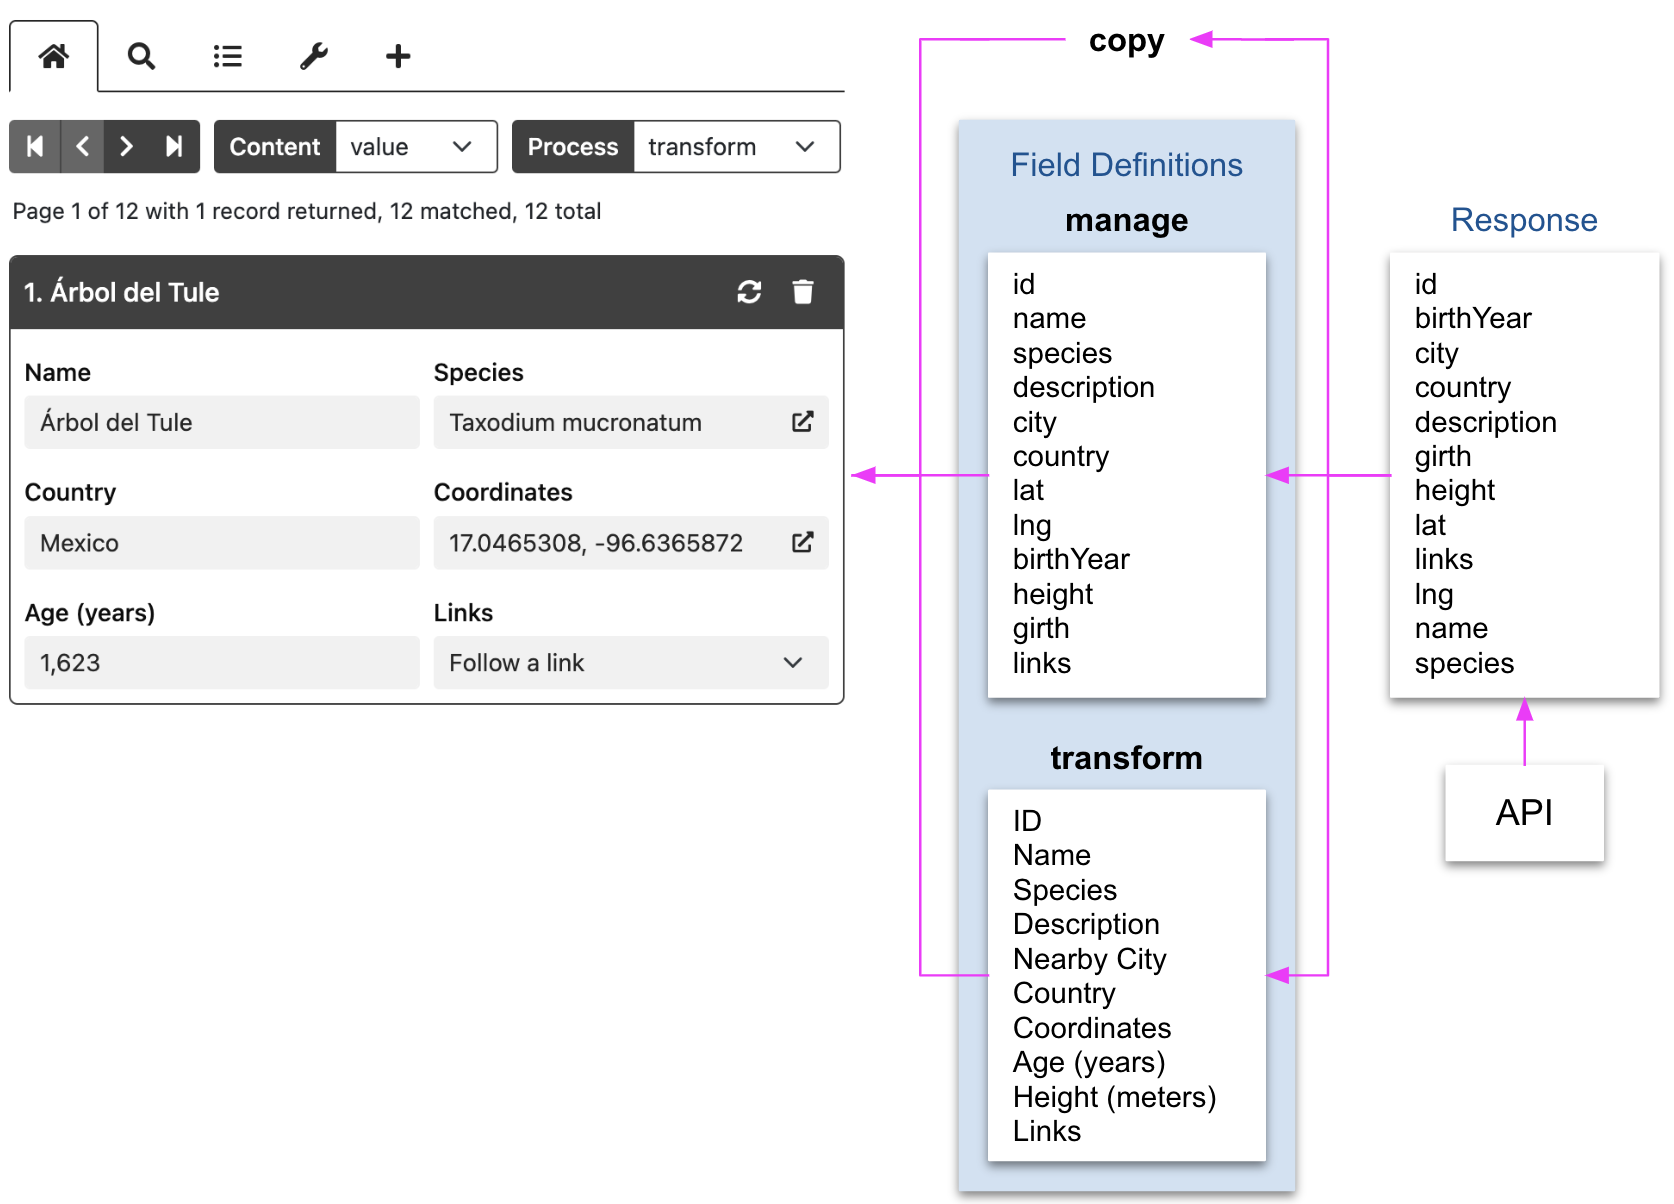 Content value
Process transform
Page 1 of 12 with 1 record returned, 12 matched, 12 total
1. Árbol del Tule
Name
Species
Árbol del Tule
Taxodium mucronatum
Country
Coordinates
Mexico
17.0465308, -96.6365872
Age (years)
Links
1,623
Follow a link
copy
Field Definitions
manage
id
name
species
description
city
country
lat
lng
birthYear
height
girth
links
transform
ID
Name
Species
Description
Nearby City
Country
Coordinates
Age (years)
Height (meters)
Links
Response
id
birthYear
city
country
description
girth
height
lat
links
lng
name
species
API